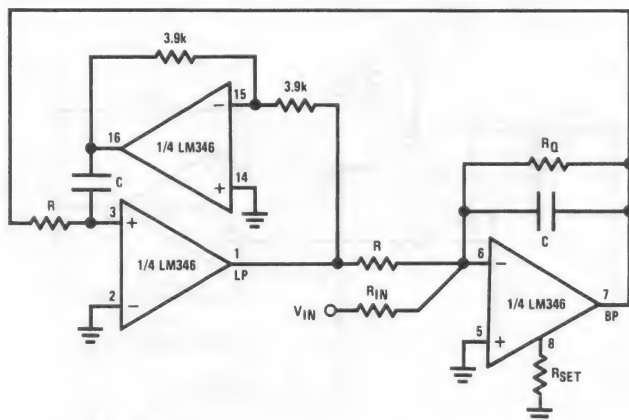 3.9k
15
3.9k
16
1/4 LM346
14
C
R
3
1/4 LM346
1
LP
2
R
RIN
VIN
RQ
C
6
1/4 LM346
7
BP
5
8
RSET